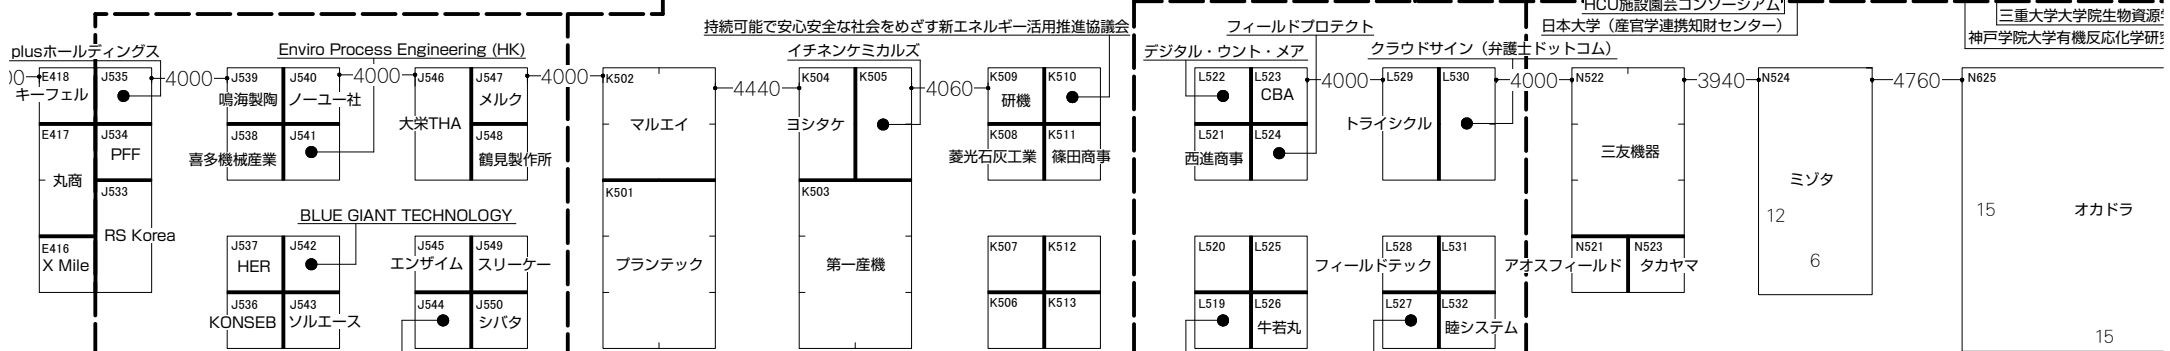 HCU施設園芸コンソーシアム
三重大学大学院生物資源学
持続可能で安心安全な社会をめざす新エネルギー活用推進協議会
フィールドプロテクト
日本大学（産官学連携知財センター）
神戸学院大学有機反応化学研究
plusホールディングス
Enviro Process Engineering (HK)
イチネンケミカルズ
デジタル・ウント・メア
クラウドサイン（弁護士ドットコム）
00 E418 J535 4000 J539 J540 4000 J546 J547 4000 K502 4440 K504 K505 4060 K509 K510 L522 L523 4000 L529 L530 4000 N522 3940 N524 4760 N625
キーフェル 鳴海製陶 ノーユー社 メルク 研機 CBA
E417 J534 J538 J541 大栄THA J548 マルエイ ヨシタケ K508 K511 L521 L524 トライシクル
PFF 喜多機械産業 鶴見製作所 菱光石灰工業 篠田商事 西進商事 三友機器
丸商 J533 K501 K503 ミゾタ
12 15 オカドラ
BLUE GIANT TECHNOLOGY
RS Korea
E416 J537 J542 J545 J549 K507 K512 L520 L525 L528 L531 N521 N523
X Mile HER エンザイム スリーケー プランテック 第一産機 フィールドテック アオスフィールド タカヤマ 6
J536 J543 J544 J550 K506 K513 L519 L526 L527 L532
KONSEB ソルエース シバタ 牛若丸 睦システム
15